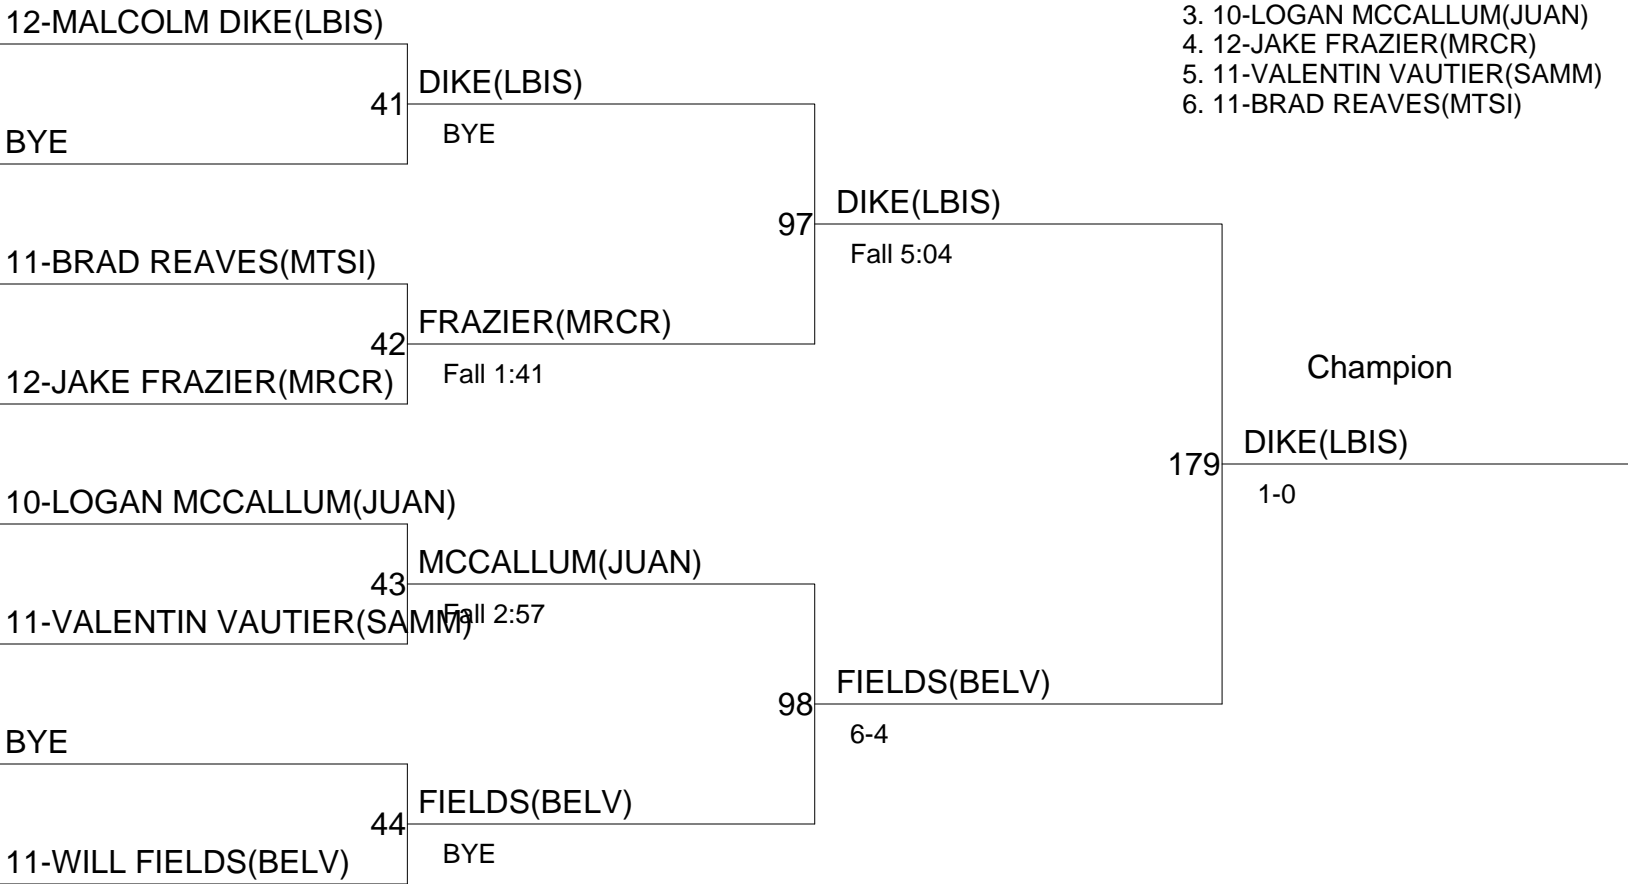 12-MALCOLM DIKE(LBIS)
3. 10-LOGAN MCCALLUM(JUAN)
4. 12-JAKE FRAZIER(MRCR)
5. 11-VALENTIN VAUTIER(SAMM)
6. 11-BRAD REAVES(MTSI)
41
DIKE(LBIS)
BYE
BYE
97
DIKE(LBIS)
Fall 5:04
11-BRAD REAVES(MTSI)
42
FRAZIER(MRCR)
Fall 1:41
12-JAKE FRAZIER(MRCR)
Champion
179
DIKE(LBIS)
1-0
10-LOGAN MCCALLUM(JUAN)
43
MCCALLUM(JUAN)
Fall 2:57
11-VALENTIN VAUTIER(SAMM)
98
FIELDS(BELV)
6-4
BYE
44
FIELDS(BELV)
BYE
11-WILL FIELDS(BELV)